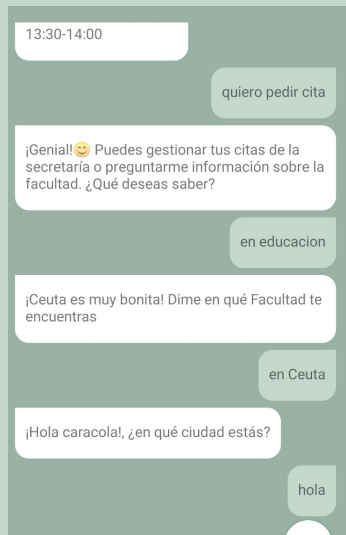 13:30-14:00
quiero pedir cita
¡Genial!😊 Puedes gestionar tus citas de la
secretaría o preguntarme información sobre la
facultad. ¿Qué deseas saber?
en educacion
¡Ceuta es muy bonita! Dime en qué Facultad te
encuentras
en Ceuta
¡Hola caracola!, ¿en qué ciudad estás?
hola